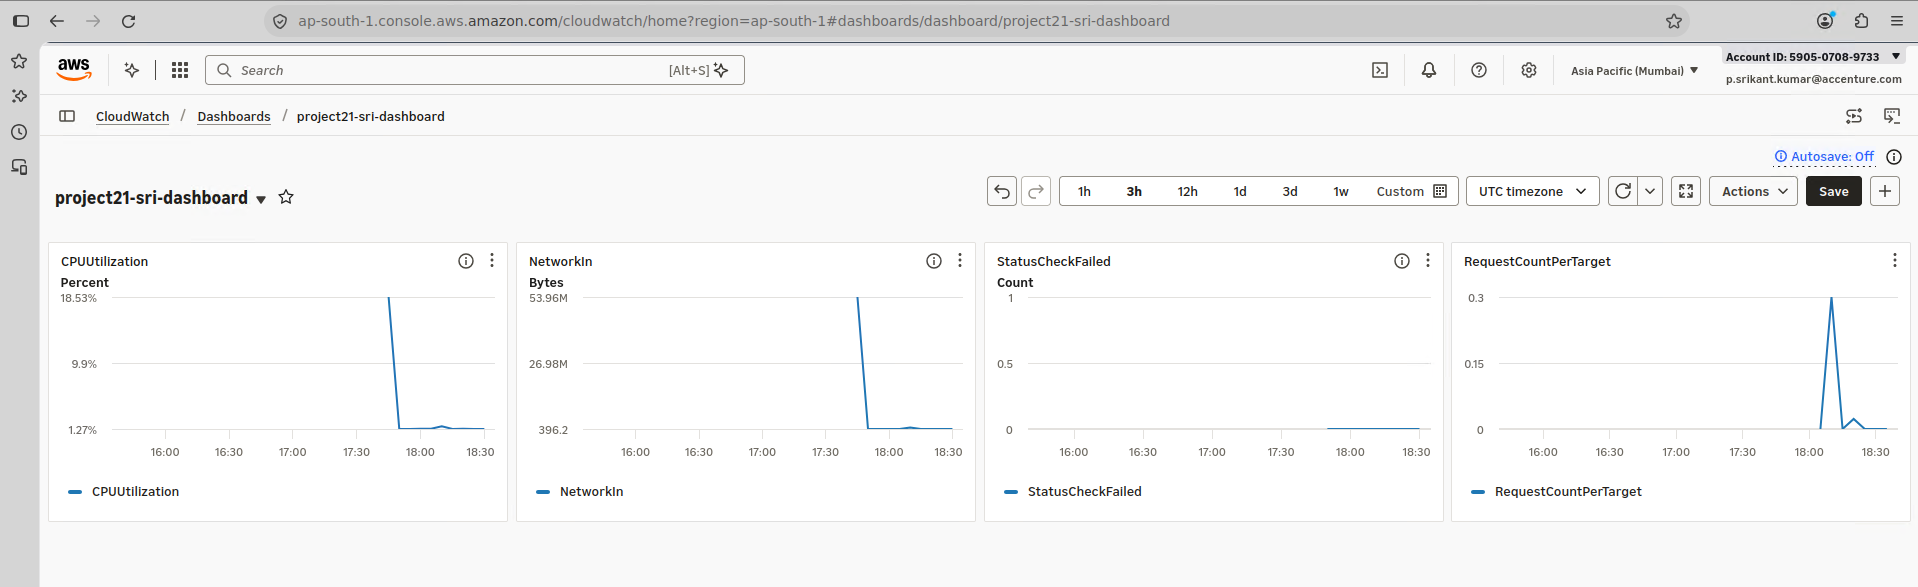 ap-south-1.console.aws.amazon.com/cloudwatch/home?region=ap-south-1#dashboards/dashboard/project21-sri-dashboard
aws
Search [Alt+S]
Asia Pacific (Mumbai)
Account ID: 5905-0708-9733
p.srikant.kumar@accenture.com
CloudWatch / Dashboards / project21-sri-dashboard
Autosave: Off
project21-sri-dashboard
1h 3h 12h 1d 3d 1w Custom UTC timezone Actions Save
CPUUtilization
Percent
18.53%
9.9%
1.27%
16:00 16:30 17:00 17:30 18:00 18:30
CPUUtilization
NetworkIn
Bytes
53.96M
26.98M
396.2
16:00 16:30 17:00 17:30 18:00 18:30
NetworkIn
StatusCheckFailed
Count
1
0.5
0
16:00 16:30 17:00 17:30 18:00 18:30
StatusCheckFailed
RequestCountPerTarget
0.3
0.15
0
16:00 16:30 17:00 17:30 18:00 18:30
RequestCountPerTarget